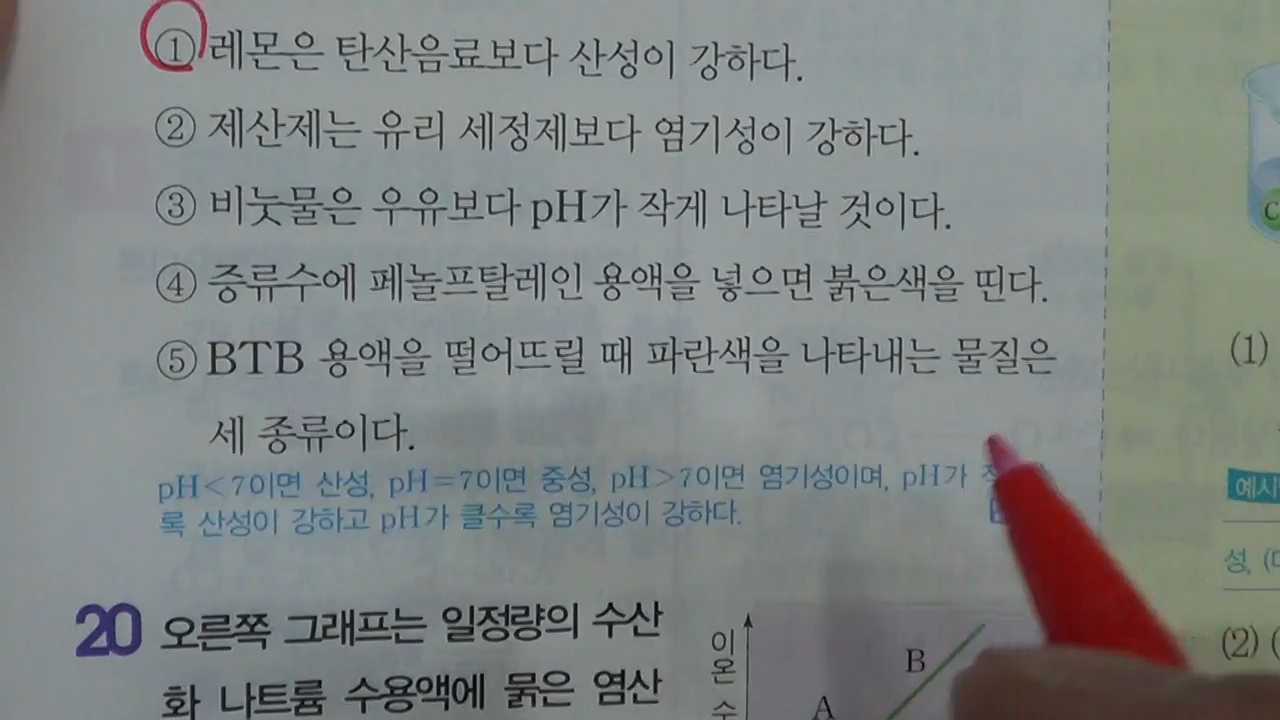 ① 레몬은 탄산음료보다 산성이 강하다.
② 제산제는 유리 세정제보다 염기성이 강하다.
③ 비눗물은 우유보다 pH가 작게 나타날 것이다.
④ 증류수에 페놀프탈레인 용액을 넣으면 붉은색을 띤다.
⑤ BTB 용액을 떨어뜨릴 때 파란색을 나타내는 물질은
세 종류이다.
pH<7이면 산성, pH=7이면 중성, pH>7이면 염기성이며, pH가
록 산성이 강하고 pH가 클수록 염기성이 강하다.
20 오른쪽 그래프는 일정량의 수산
화 나트륨 수용액에 묽은 염산
이온 수
B
A
(1)
예시
성,
(2) (